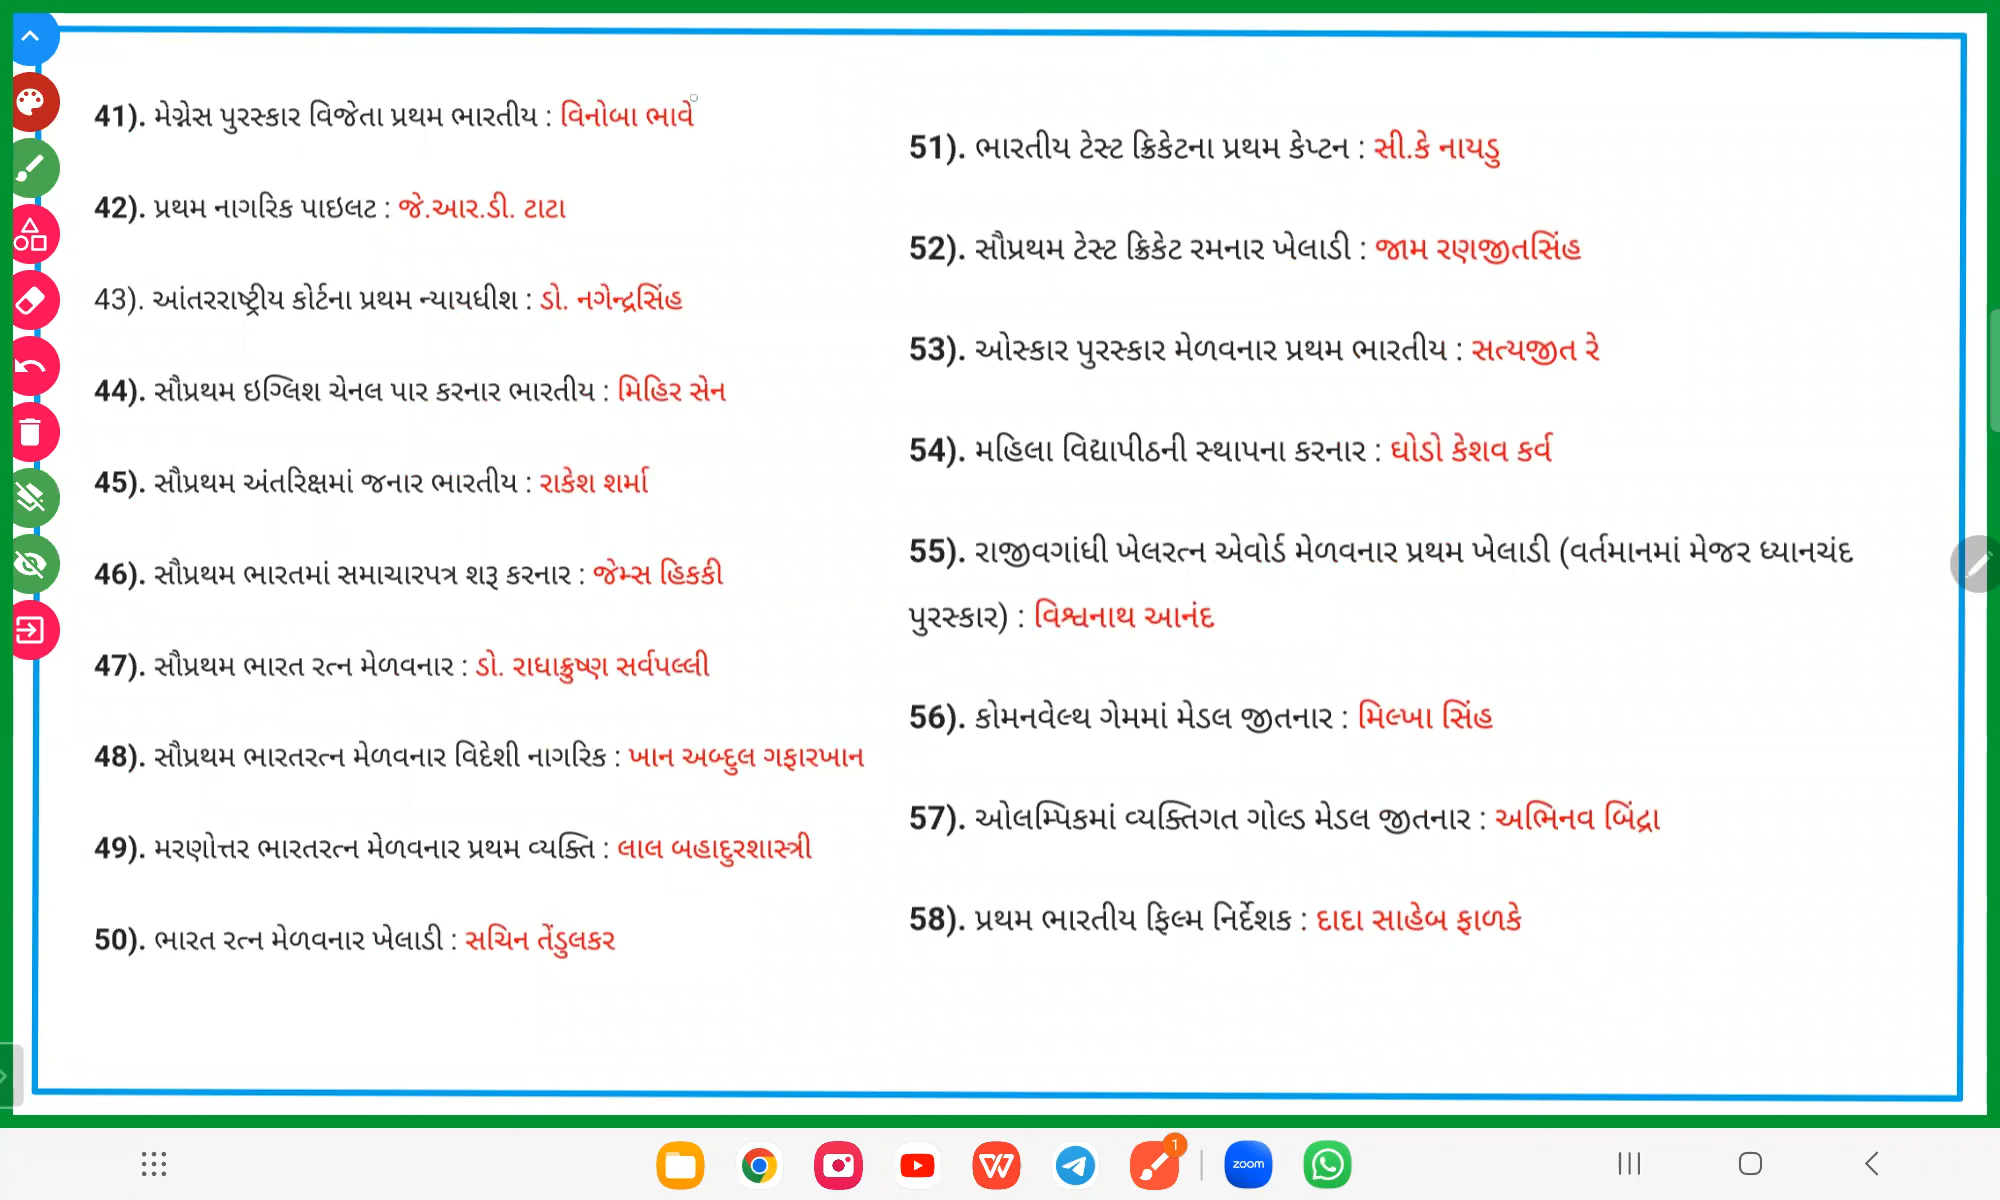 41). મેગ્નેસ પુરસ્કાર વિજેતા પ્રથમ ભારતીય : વિનોબા ભાવે
42). પ્રથમ નાગરિક પાઇલટ : જે.આર.ડી. ટાટા
43). આંતરરાષ્ટ્રીય કોર્ટના પ્રથમ ન્યાયધીશ : ડો. નગેન્દ્રસિંહ
44). સૌપ્રથમ ઇગ્લિશ ચેનલ પાર કરનાર ભારતીય : મિહિર સેન
45). સૌપ્રથમ અંતરિક્ષમાં જનાર ભારતીય : રાકેશ શર્મા
46). સૌપ્રથમ ભારતમાં સમાચારપત્ર શરૂ કરનાર : જેમ્સ હિકકી
47). સૌપ્રથમ ભારત રત્ન મેળવનાર : ડો. રાધાક્રુષ્ણ સર્વપલ્લી
48). સૌપ્રથમ ભારતરત્ન મેળવનાર વિદેશી નાગરિક : ખાન અબ્દુલ ગફારખાન
49). મરણોત્તર ભારતરત્ન મેળવનાર પ્રથમ વ્યક્તિ : લાલ બહાદુરશાસ્ત્રી
50). ભારત રત્ન મેળવનાર ખેલાડી : સચિન તેંડુલકર
51). ભારતીય ટેસ્ટ ક્રિકેટના પ્રથમ કેપ્ટન : સી.કે નાયડુ
52). સૌપ્રથમ ટેસ્ટ ક્રિકેટ રમનાર ખેલાડી : જામ રણજીતસિંહ
53). ઓસ્કાર પુરસ્કાર મેળવનાર પ્રથમ ભારતીય : સત્યજીત રે
54). મહિલા વિદ્યાપીઠની સ્થાપના કરનાર : ઘોડો કેશવ કર્વ
55). રાજીવગાંધી ખેલરત્ન એવોર્ડ મેળવનાર પ્રથમ ખેલાડી (વર્તમાનમાં મેજર ધ્યાનચંદ
પુરસ્કાર) : વિશ્વનાથ આનંદ
56). કોમનવેલ્થ ગેમમાં મેડલ જીતનાર : મિલ્ખા સિંહ
57). ઓલમ્પિકમાં વ્યક્તિગત ગોલ્ડ મેડલ જીતનાર : અભિનવ બિંદ્રા
58). પ્રથમ ભારતીય ફિલ્મ નિર્દેશક : દાદા સાહેબ ફાળકે
1
zoom